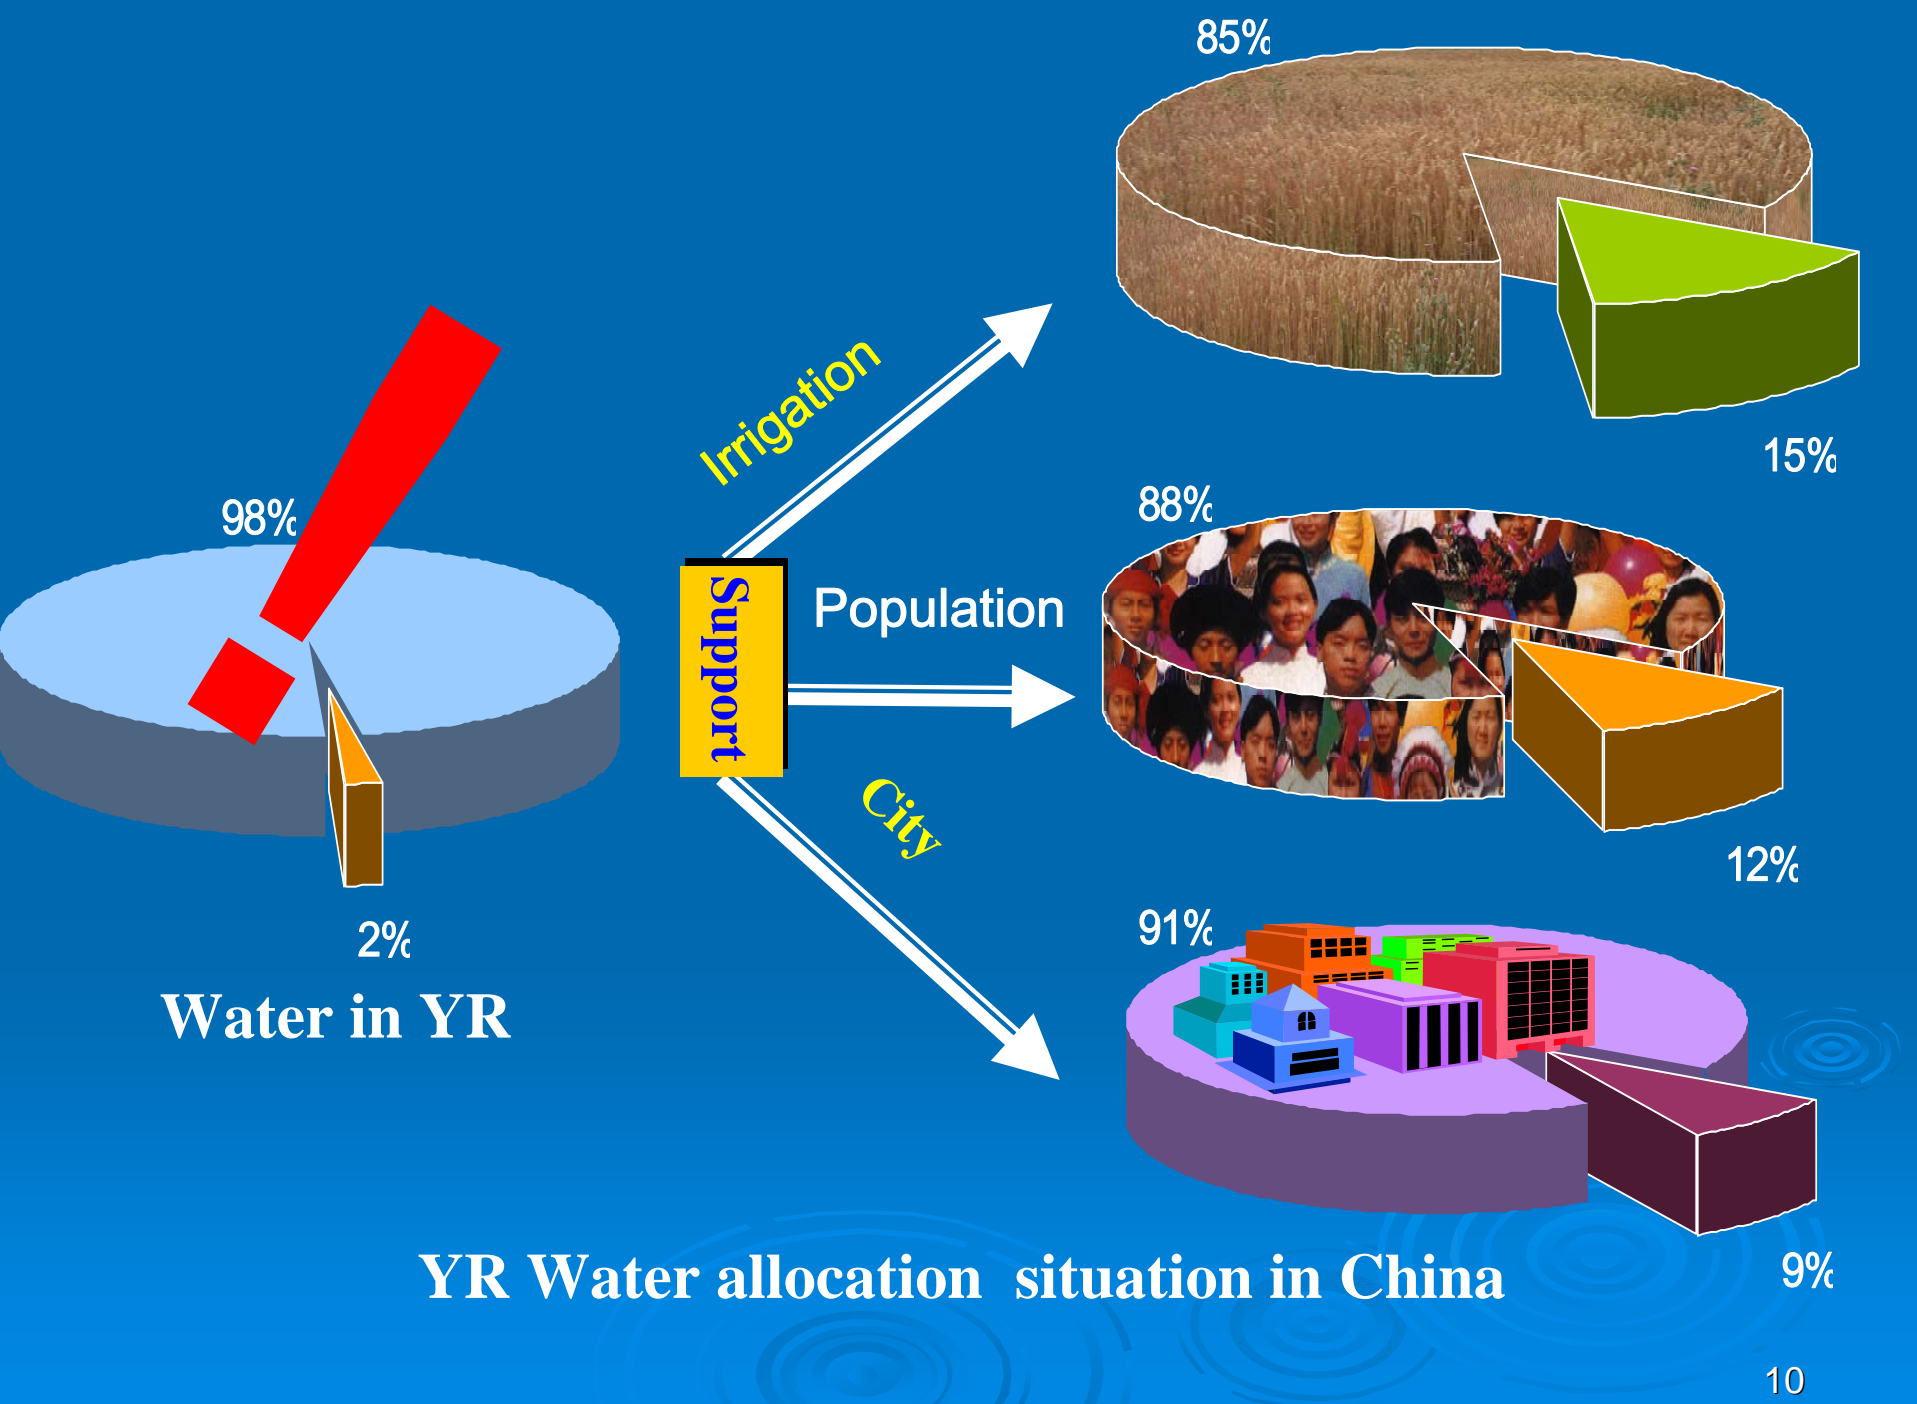 85%
15%
Irrigation
98%
2%
Water in YR
Support
Population
88%
12%
City
91%
9%
YR Water allocation situation in China
10